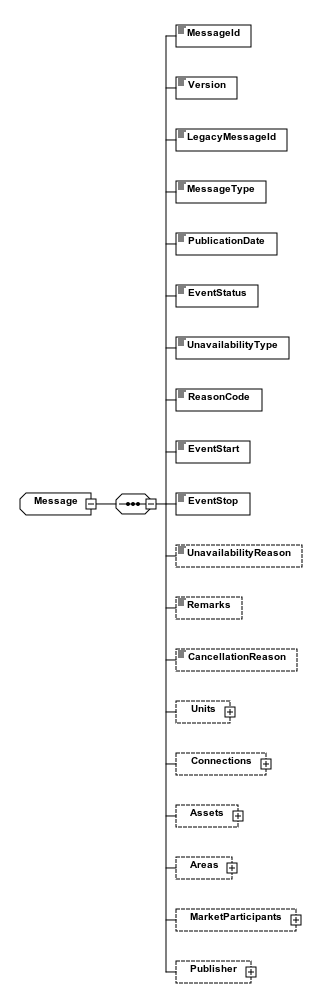 MessageId
Version
LegacyMessageId
MessageType
PublicationDate
EventStatus
UnavailabilityType
ReasonCode
EventStart
Message
EventStop
UnavailabilityReason
Remarks
CancellationReason
Units
Connections
Assets
Areas
MarketParticipants
Publisher